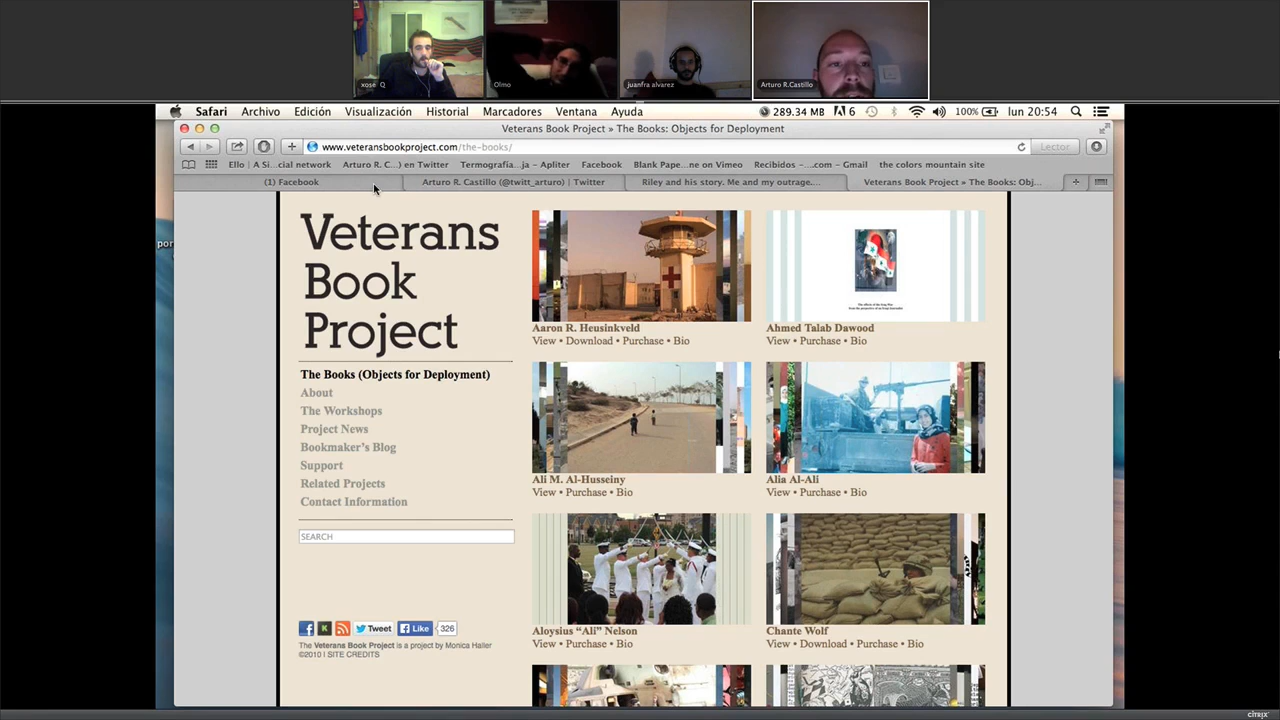 xose Q
Olmo
juanfra alvarez
Arturo R.Castillo
Safari Archivo Edición Visualización Historial Marcadores Ventana Ayuda 289.34 MB 6 100% lun 20:54
Veterans Book Project » The Books: Objects for Deployment
www.veteransbookproject.com/the-books/ Lector
Ello | A Si...cial network Arturo R. C...) en Twitter Termografía...ja - Apliter Facebook Blank Pape...ne on Vimeo Recibidos –....com – Gmail the colors mountain site
(1) Facebook Arturo R. Castillo (@twitt_arturo) | Twitter Riley and his story. Me and my outrage.... Veterans Book Project » The Books: Obj...
por
Veterans
Book
Project
The Books (Objects for Deployment)
About
The Workshops
Project News
Bookmaker's Blog
Support
Related Projects
Contact Information
SEARCH
Tweet Like 326
The Veterans Book Project is a project by Monica Haller
©2010 | SITE CREDITS
Aaron R. Heusinkveld
View • Download • Purchase • Bio
Ahmed Talab Dawood
View • Purchase • Bio
Ali M. Al-Husseiny
View • Purchase • Bio
Alia Al-Ali
View • Purchase • Bio
Aloysius “Ali” Nelson
View • Purchase • Bio
Chante Wolf
View • Download • Purchase • Bio
CITRIX